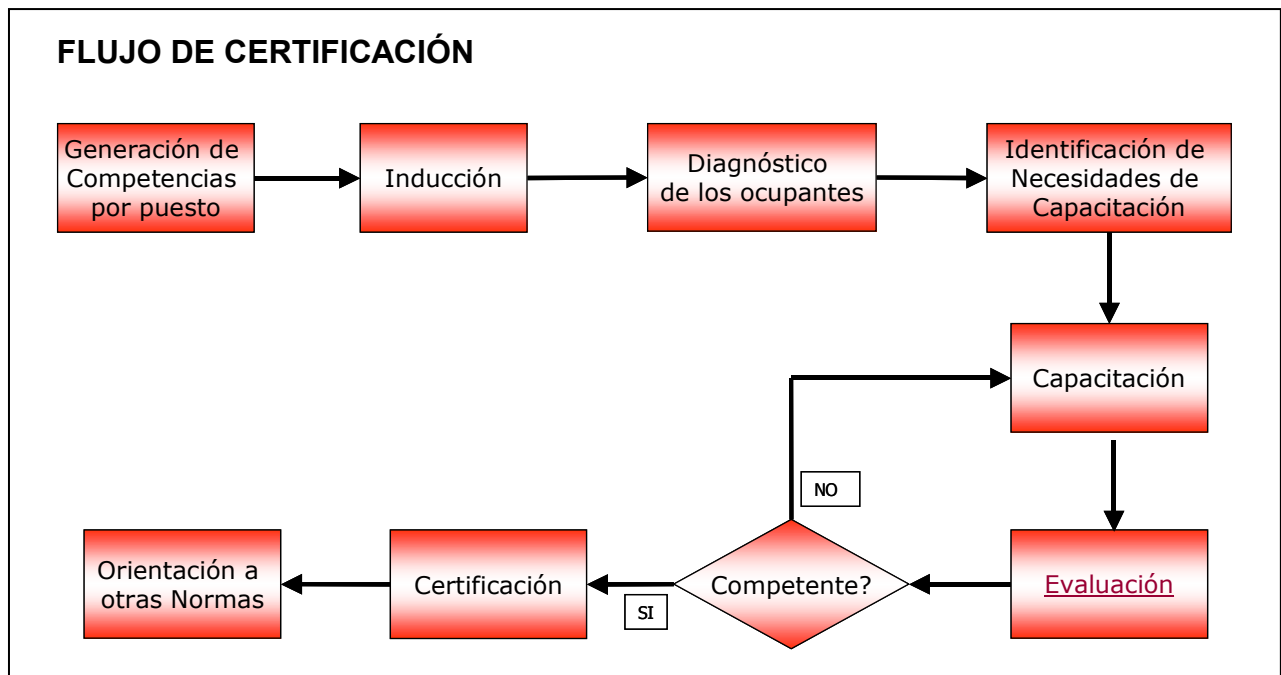 FLUJO DE CERTIFICACIÓN
Generación de
Competencias
por puesto
Inducción
Diagnóstico
de los ocupantes
Identificación de
Necesidades de
Capacitación
Capacitación
Evaluación
Competente?
NO
SI
Certificación
Orientación a
otras Normas